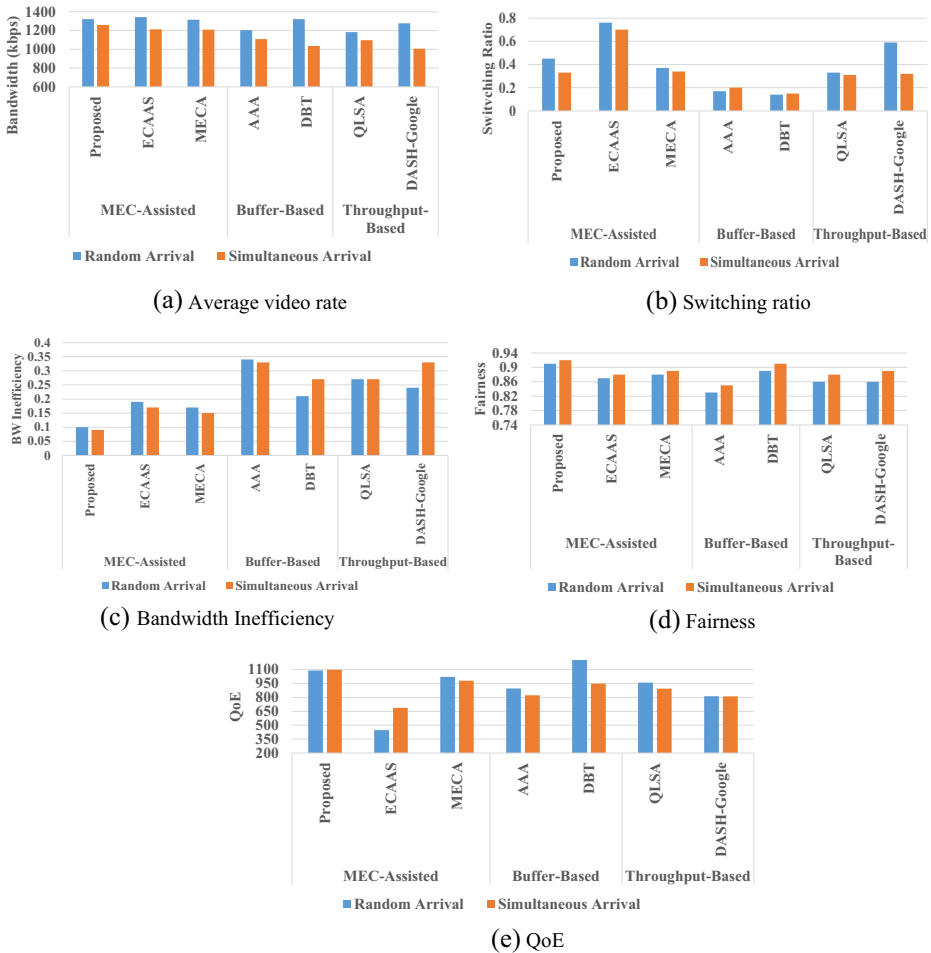 Bandwidth (kbps)
1400
1200
1000
800
600
Proposed
ECAAS
MECA
AAA
DBT
QLSA
DASH-Google
MEC-Assisted
Buffer-Based
Throughput-
Based
Random Arrival
Simultaneous Arrival
(a) Average video rate
Switvching Ratio
0.8
0.6
0.4
0.2
0
Proposed
ECAAS
MECA
AAA
DBT
QLSA
DASH-Google
MEC-Assisted
Buffer-Based
Throughput-Based
Random Arrival
Simultaneous Arrival
(b) Switching ratio
BW Inefficiency
0.4
0.35
0.3
0.25
0.2
0.15
0.1
0.05
0
Proposed
ECAAS
MECA
AAA
DBT
QLSA
DASH-Google
MEC-Assisted
Buffer-Based
Throughput-Based
Random Arrival
Simultaneous Arrival
(c) Bandwidth Inefficiency
Fairness
0.94
0.9
0.86
0.82
0.78
0.74
Proposed
ECAAS
MECA
AAA
DBT
QLSA
DASH-Google
MEC-Assisted
Buffer-Based
Throughput-
Based
Random Arrival
Simultaneous Arrival
(d) Fairness
QoE
1100
950
800
650
500
350
200
Proposed
ECAAS
MECA
AAA
DBT
QLSA
DASH-Google
MEC-Assisted
Buffer-Based
Throughput-Based
Random Arrival
Simultaneous Arrival
(e) QoE